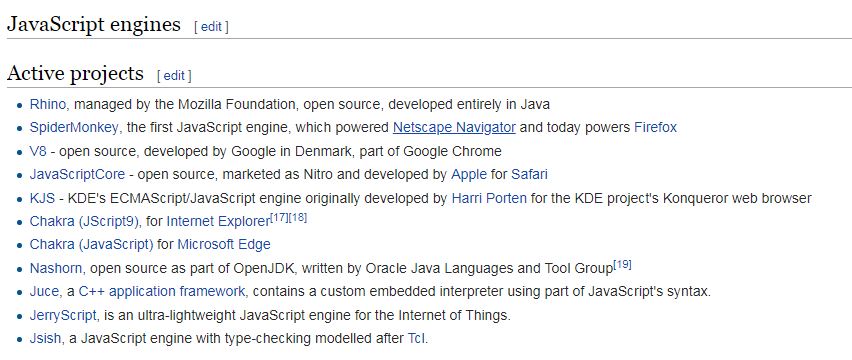 JavaScript engines [ edit ]
Active projects [ edit ]
• Rhino, managed by the Mozilla Foundation, open source, developed entirely in Java
• SpiderMonkey, the first JavaScript engine, which powered Netscape Navigator and today powers Firefox
• V8 - open source, developed by Google in Denmark, part of Google Chrome
• JavaScriptCore - open source, marketed as Nitro and developed by Apple for Safari
• KJS - KDE's ECMAScript/JavaScript engine originally developed by Harri Porten for the KDE project's Konqueror web browser
• Chakra (JScript9), for Internet Explorer[17][18]
• Chakra (JavaScript) for Microsoft Edge
• Nashorn, open source as part of OpenJDK, written by Oracle Java Languages and Tool Group[19]
• Juce, a C++ application framework, contains a custom embedded interpreter using part of JavaScript's syntax.
• JerryScript, is an ultra-lightweight JavaScript engine for the Internet of Things.
• Jsish, a JavaScript engine with type-checking modelled after Tcl.